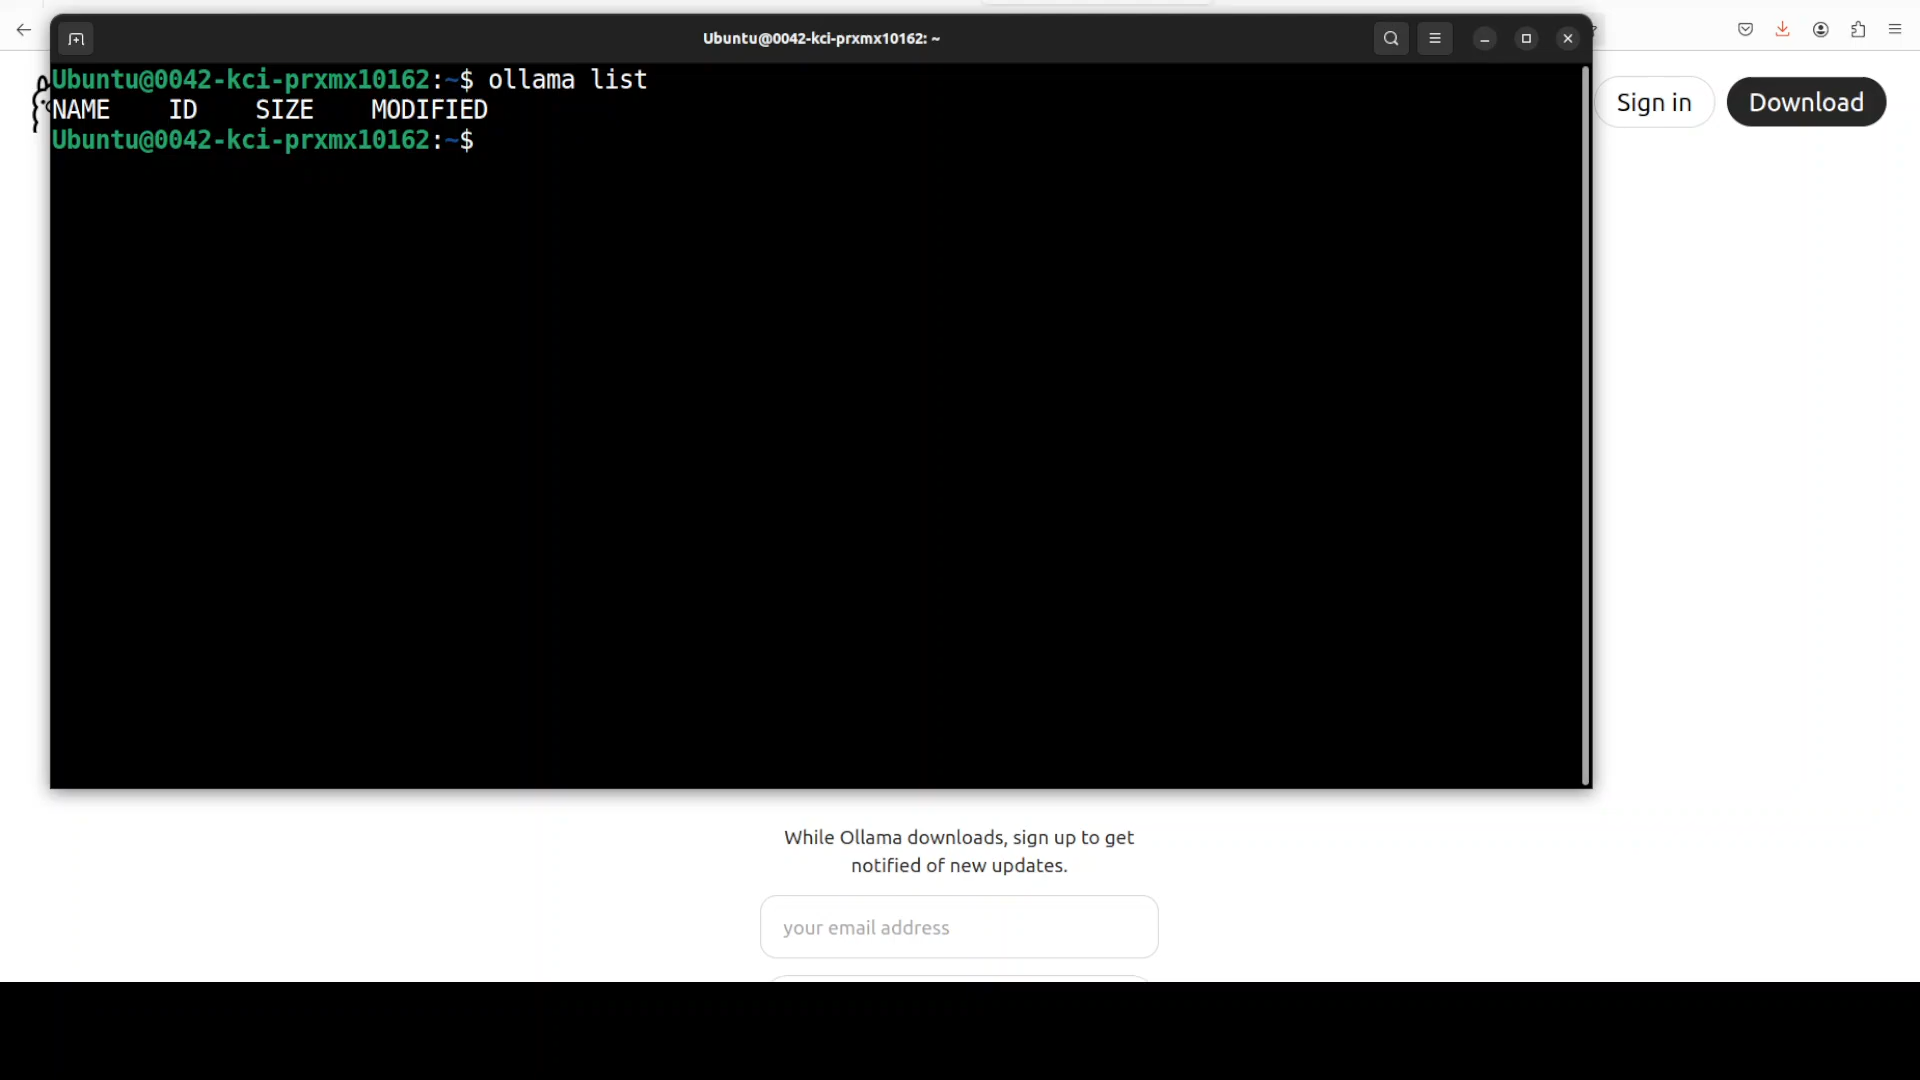 Ubuntu@0042-kci-prxmx10162: ~
Ubuntu@0042-kci-prxmx10162:~$ ollama list
NAME ID SIZE MODIFIED
Ubuntu@0042-kci-prxmx10162:~$
Sign in
Download
While Ollama downloads, sign up to get
notified of new updates.
your email address